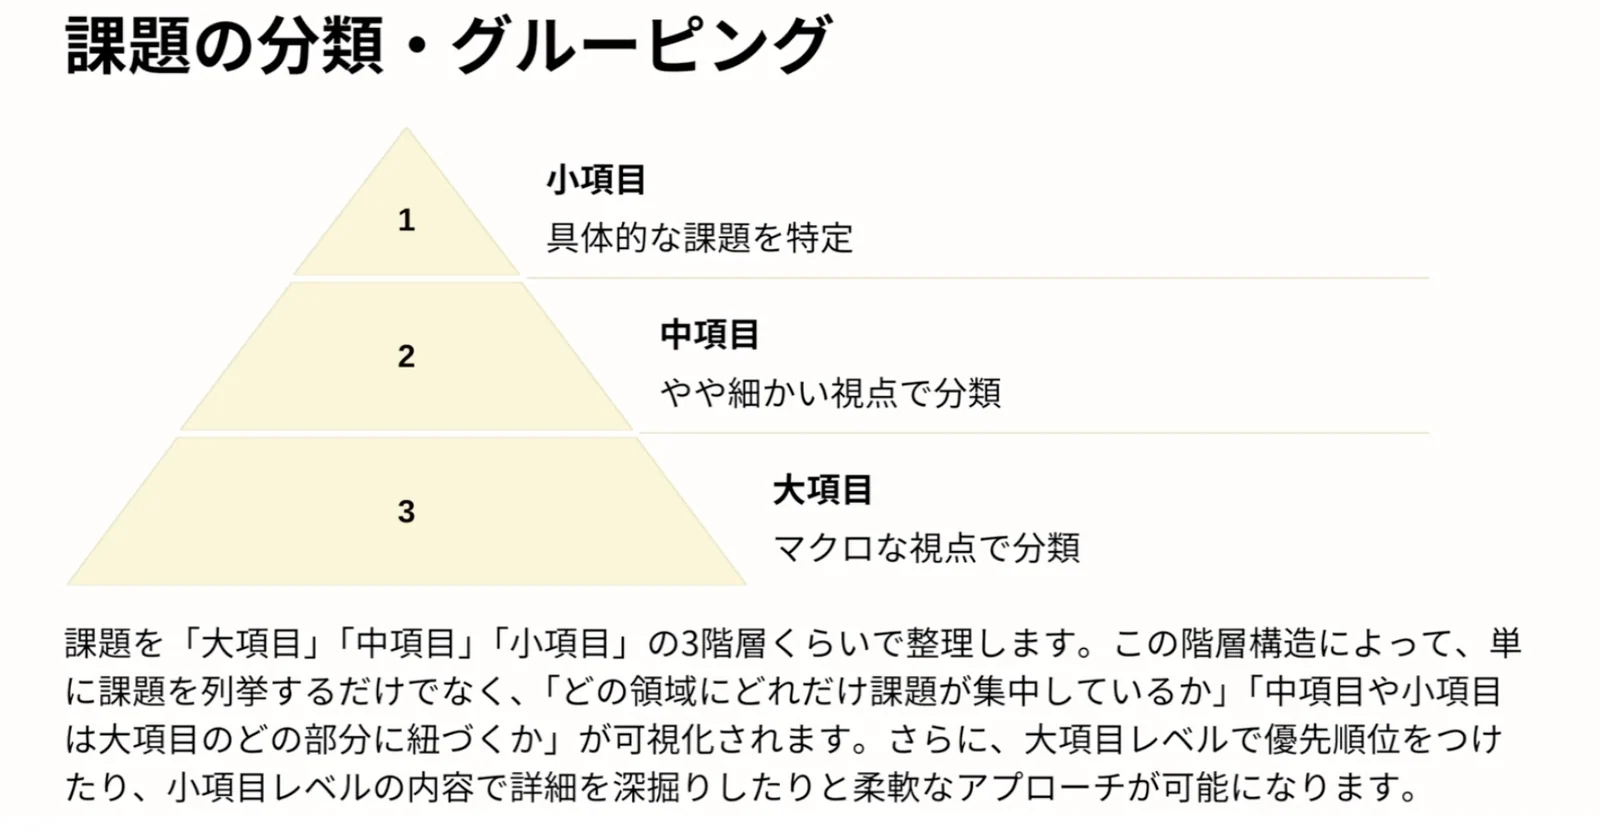 課題の分類・グルーピング
1
小項目
具体的な課題を特定
2
中項目
やや細かい視点で分類
3
大項目
マクロな視点で分類
課題を「大項目」「中項目」「小項目」の3階層くらいで整理します。この階層構造によって、単
に課題を列挙するだけでなく、「どの領域にどれだけ課題が集中しているか」「中項目や小項目
は大項目のどの部分に紐づくか」が可視化されます。さらに、大項目レベルで優先順位をつけ
たり、小項目レベルの内容で詳細を深掘りしたりと柔軟なアプローチが可能になります。